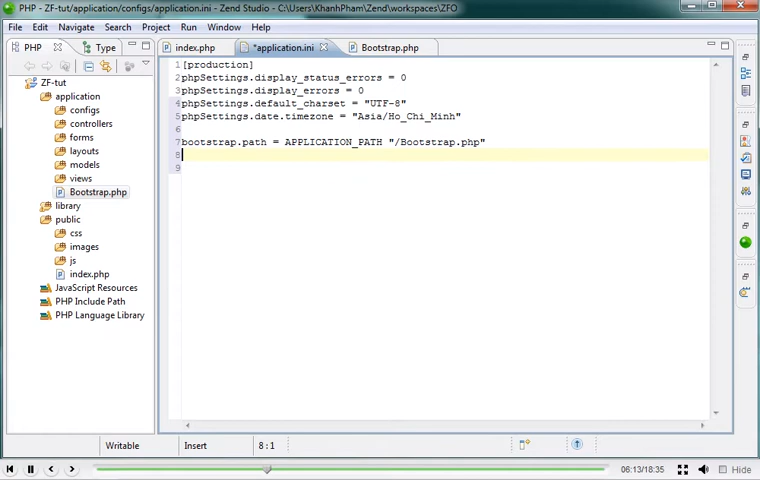 PHP - ZF-tut/application/configs/application.ini - Zend Studio - C:\Users\KhanhPham\Zend\workspaces\ZFO
File Edit Navigate Search Project Run Window Help
PHP Type
index.php *application.ini Bootstrap.php
ZF-tut
application
configs
controllers
forms
layouts
models
views
Bootstrap.php
library
public
css
images
js
index.php
JavaScript Resources
PHP Include Path
PHP Language Library
1 [production]
2 phpSettings.display_status_errors = 0
3 phpSettings.display_errors = 0
4 phpSettings.default_charset = "UTF-8"
5 phpSettings.date.timezone = "Asia/Ho_Chi_Minh"
6
7 bootstrap.path = APPLICATION_PATH "/Bootstrap.php"
8
9
Writable Insert 8 : 1
06:13/18:35 Hide